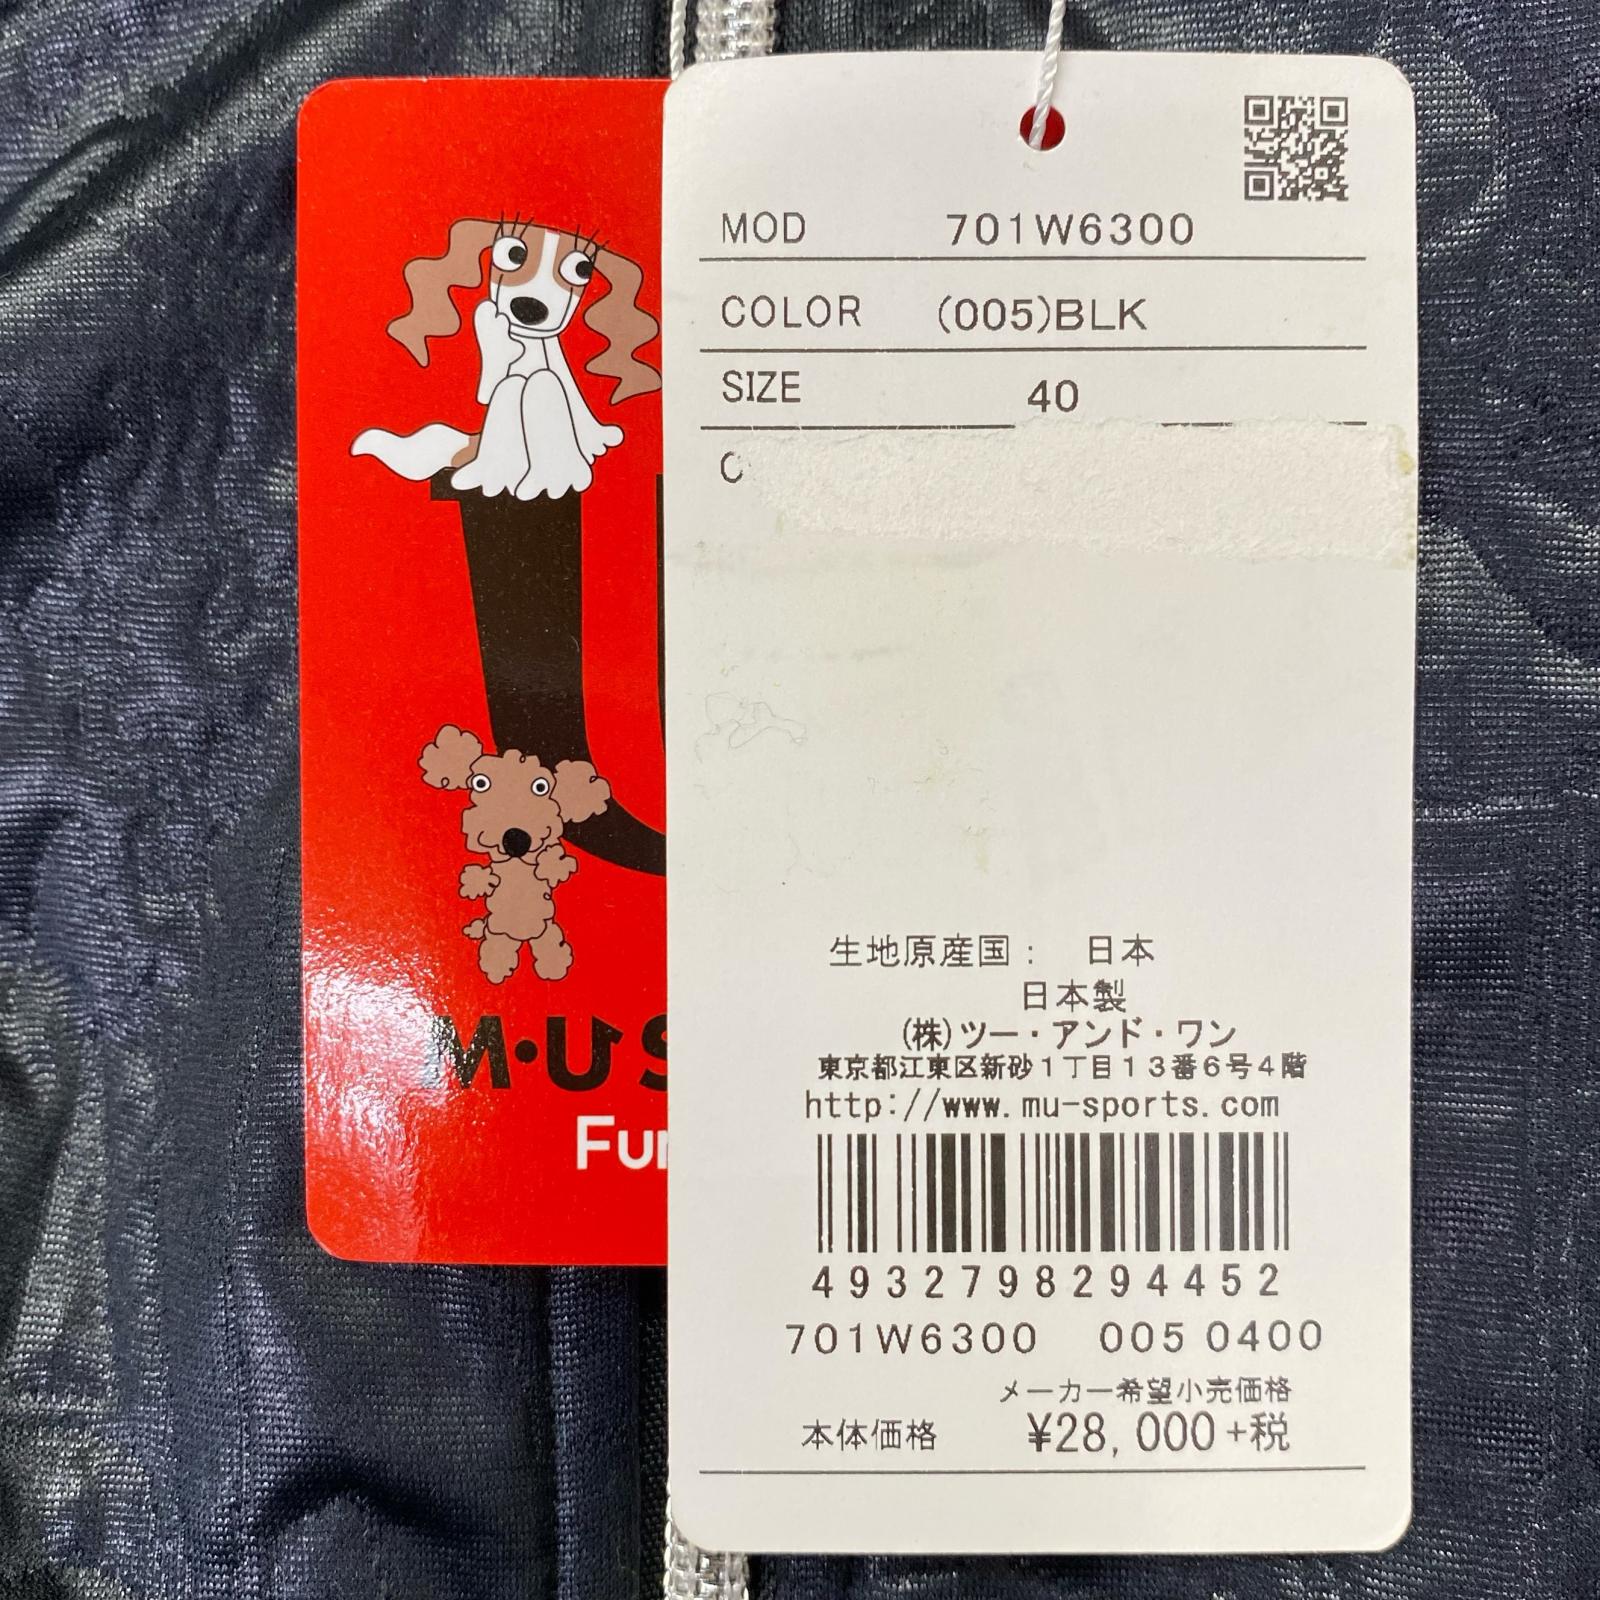 MOD 701W6300
COLOR (005)BLK
SIZE 40
C
生地原産国： 日本
日本製
(株)ツー・アンド・ワン
東京都江東区新砂１丁目１３番６号４階
http://www.mu-sports.com
4932798294452
701W6300 005 0400
メーカー希望小売価格
本体価格 ¥28,000+税
M・U S
Fun